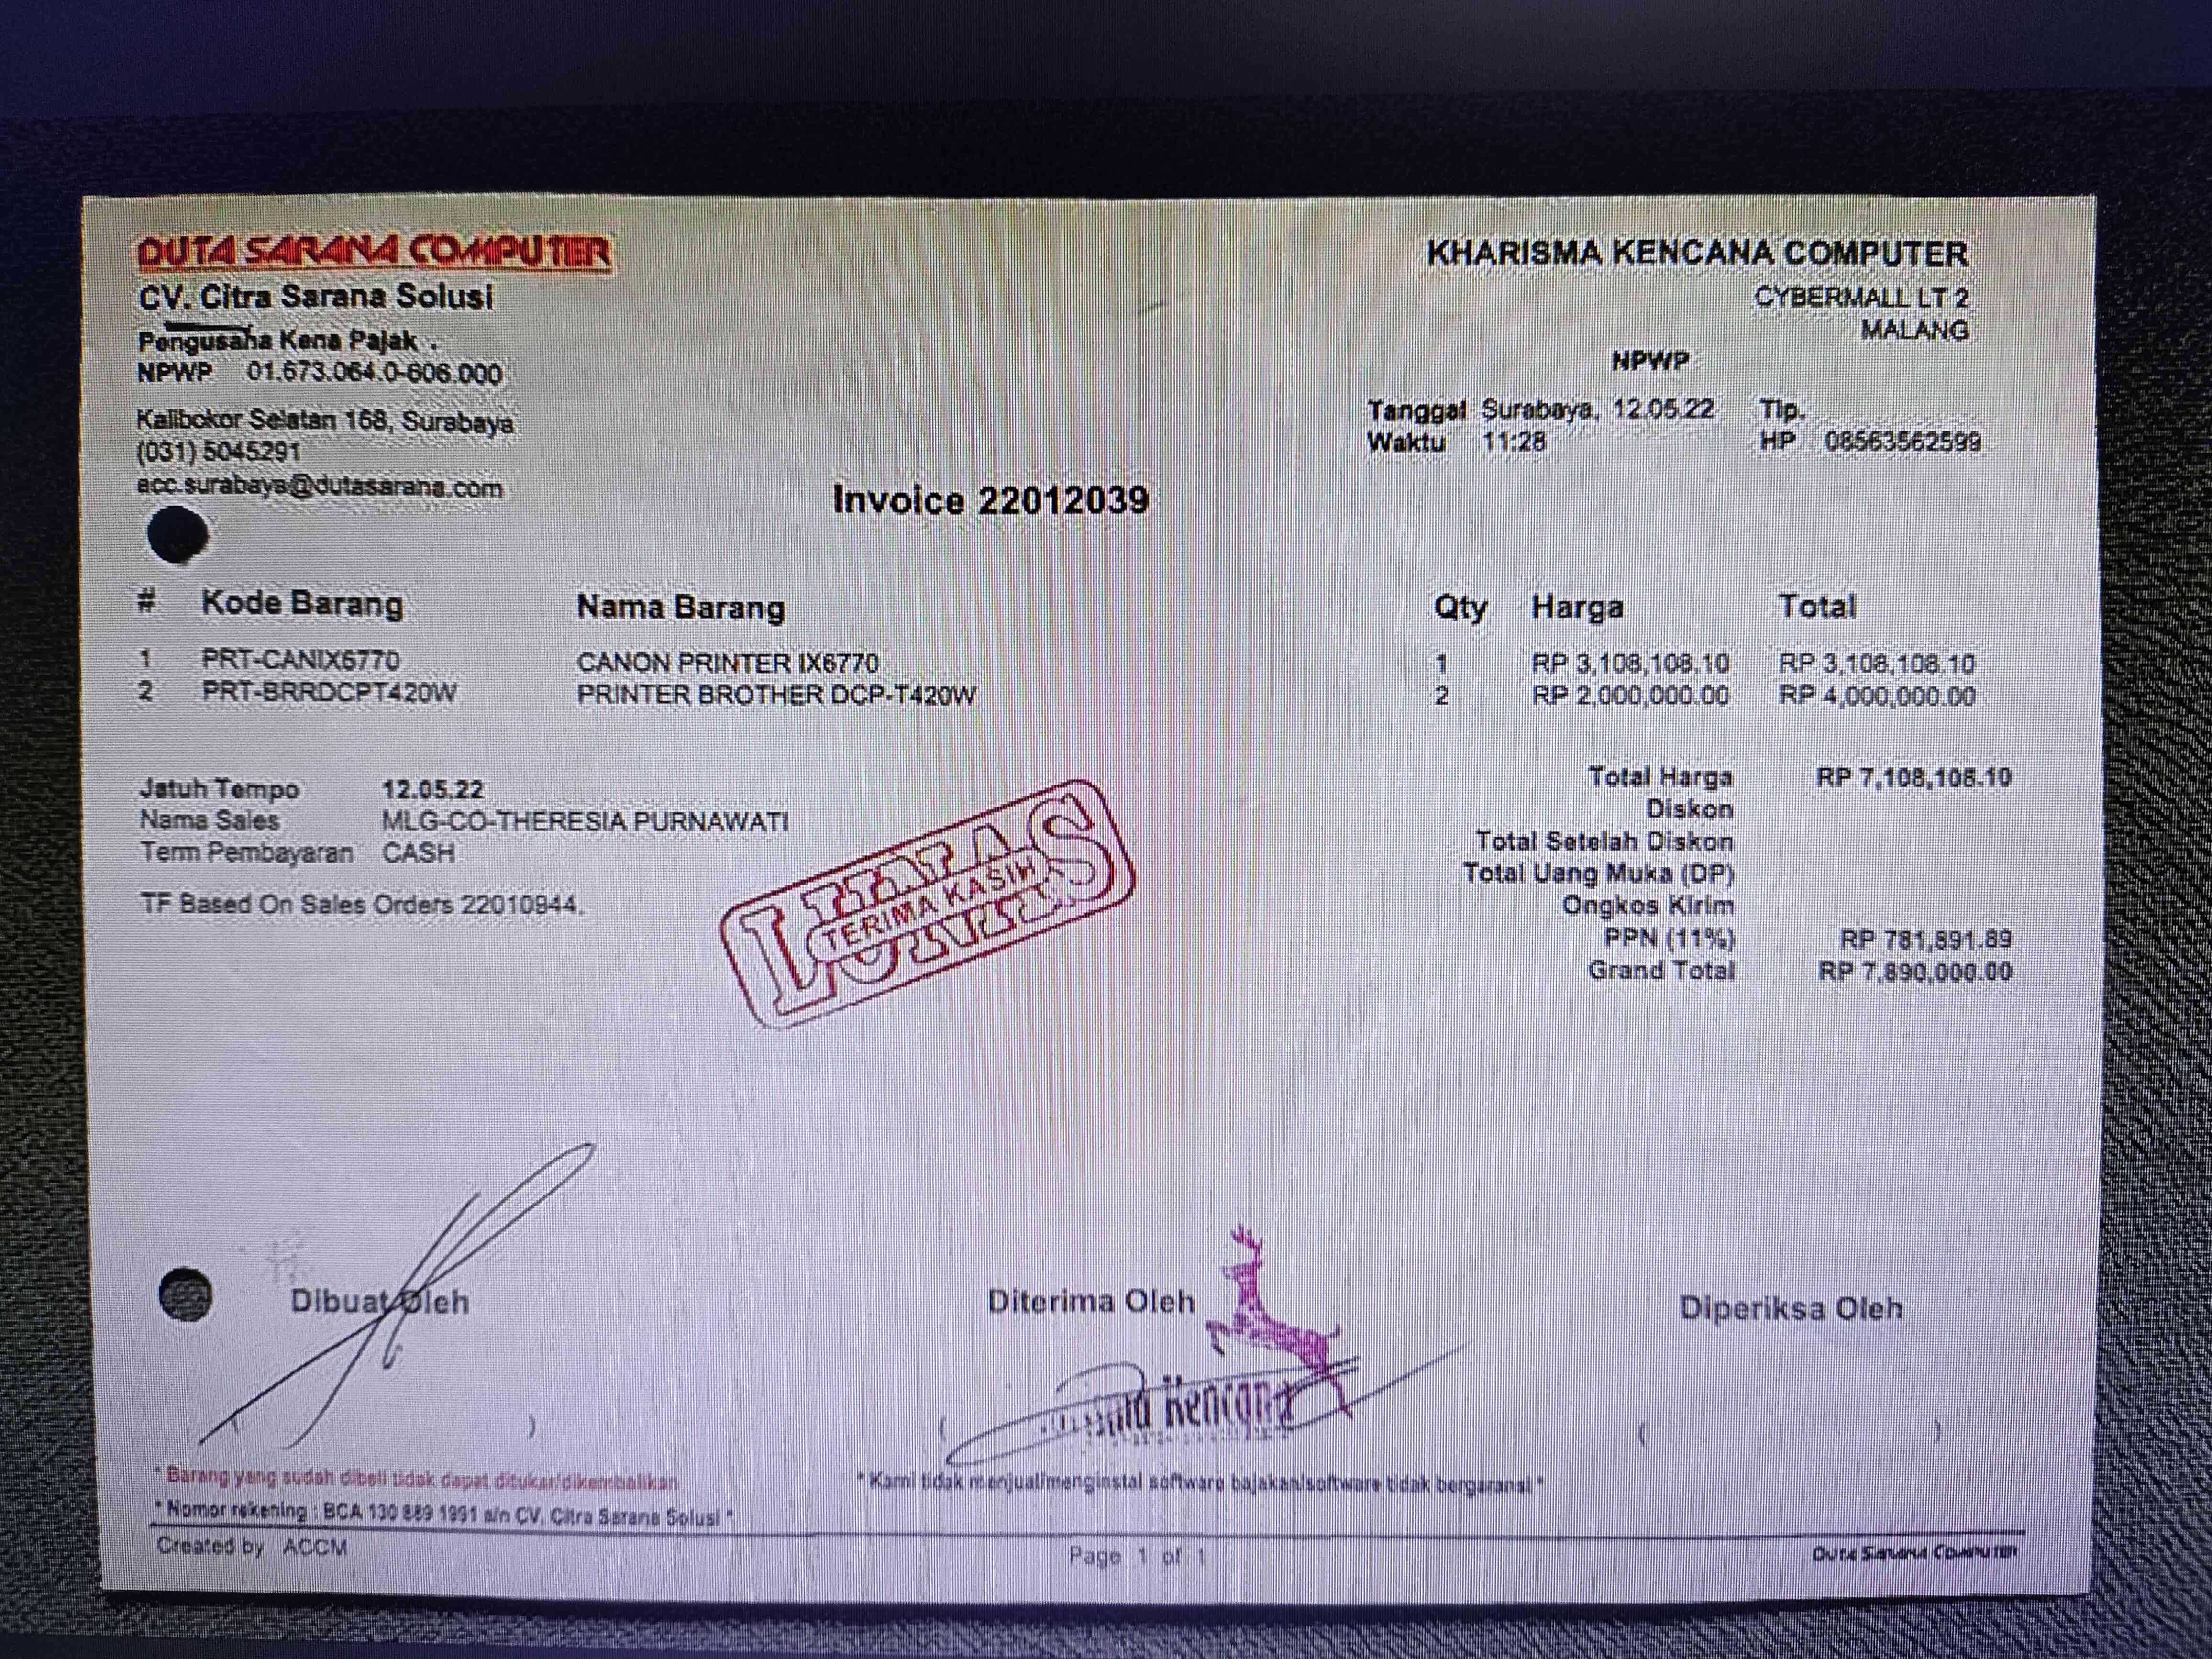 DUTA SARANA COMPUTER
CV. Citra Sarana Solusi
Pengusaha Kena Pajak .
NPWP 01.673.064.0-606.000
Kalibokor Selatan 168, Surabaya
(031) 5045291
acc.surabaya@dutasarana.com
KHARISMA KENCANA COMPUTER
CYBERMALL LT 2
MALANG
NPWP
Tanggal Surabaya, 12.05.22 Tlp.
Waktu 11:28 HP 08563562599
Invoice 22012039
# Kode Barang Nama Barang Qty Harga Total
1 PRT-CANIX6770 CANON PRINTER IX6770 1 RP 3,108,108.10 RP 3,108,108.10
2 PRT-BRRDCPT420W PRINTER BROTHER DCP-T420W 2 RP 2,000,000.00 RP 4,000,000.00
Jatuh Tempo 12.05.22
Nama Sales MLG-CO-THERESIA PURNAWATI
Term Pembayaran CASH
TF Based On Sales Orders 22010944.
LUNAS
TERIMA KASIH
Total Harga RP 7,108,108.10
Diskon
Total Setelah Diskon
Total Uang Muka (DP)
Ongkos Kirim
PPN (11%) RP 781,891.89
Grand Total RP 7,890,000.00
Dibuat Oleh Diterima Oleh Diperiksa Oleh
Kencana
) ( ( )
* Barang yang sudah dibeli tidak dapat ditukar/dikembalikan
* Kami tidak menjual/menginstal software bajakan/software tidak bergaransi *
* Nomor rekening : BCA 130 889 1991 a/n CV. Citra Sarana Solusi *
Created by ACCM Page 1 of 1 DUTA SARANA COMPUTER